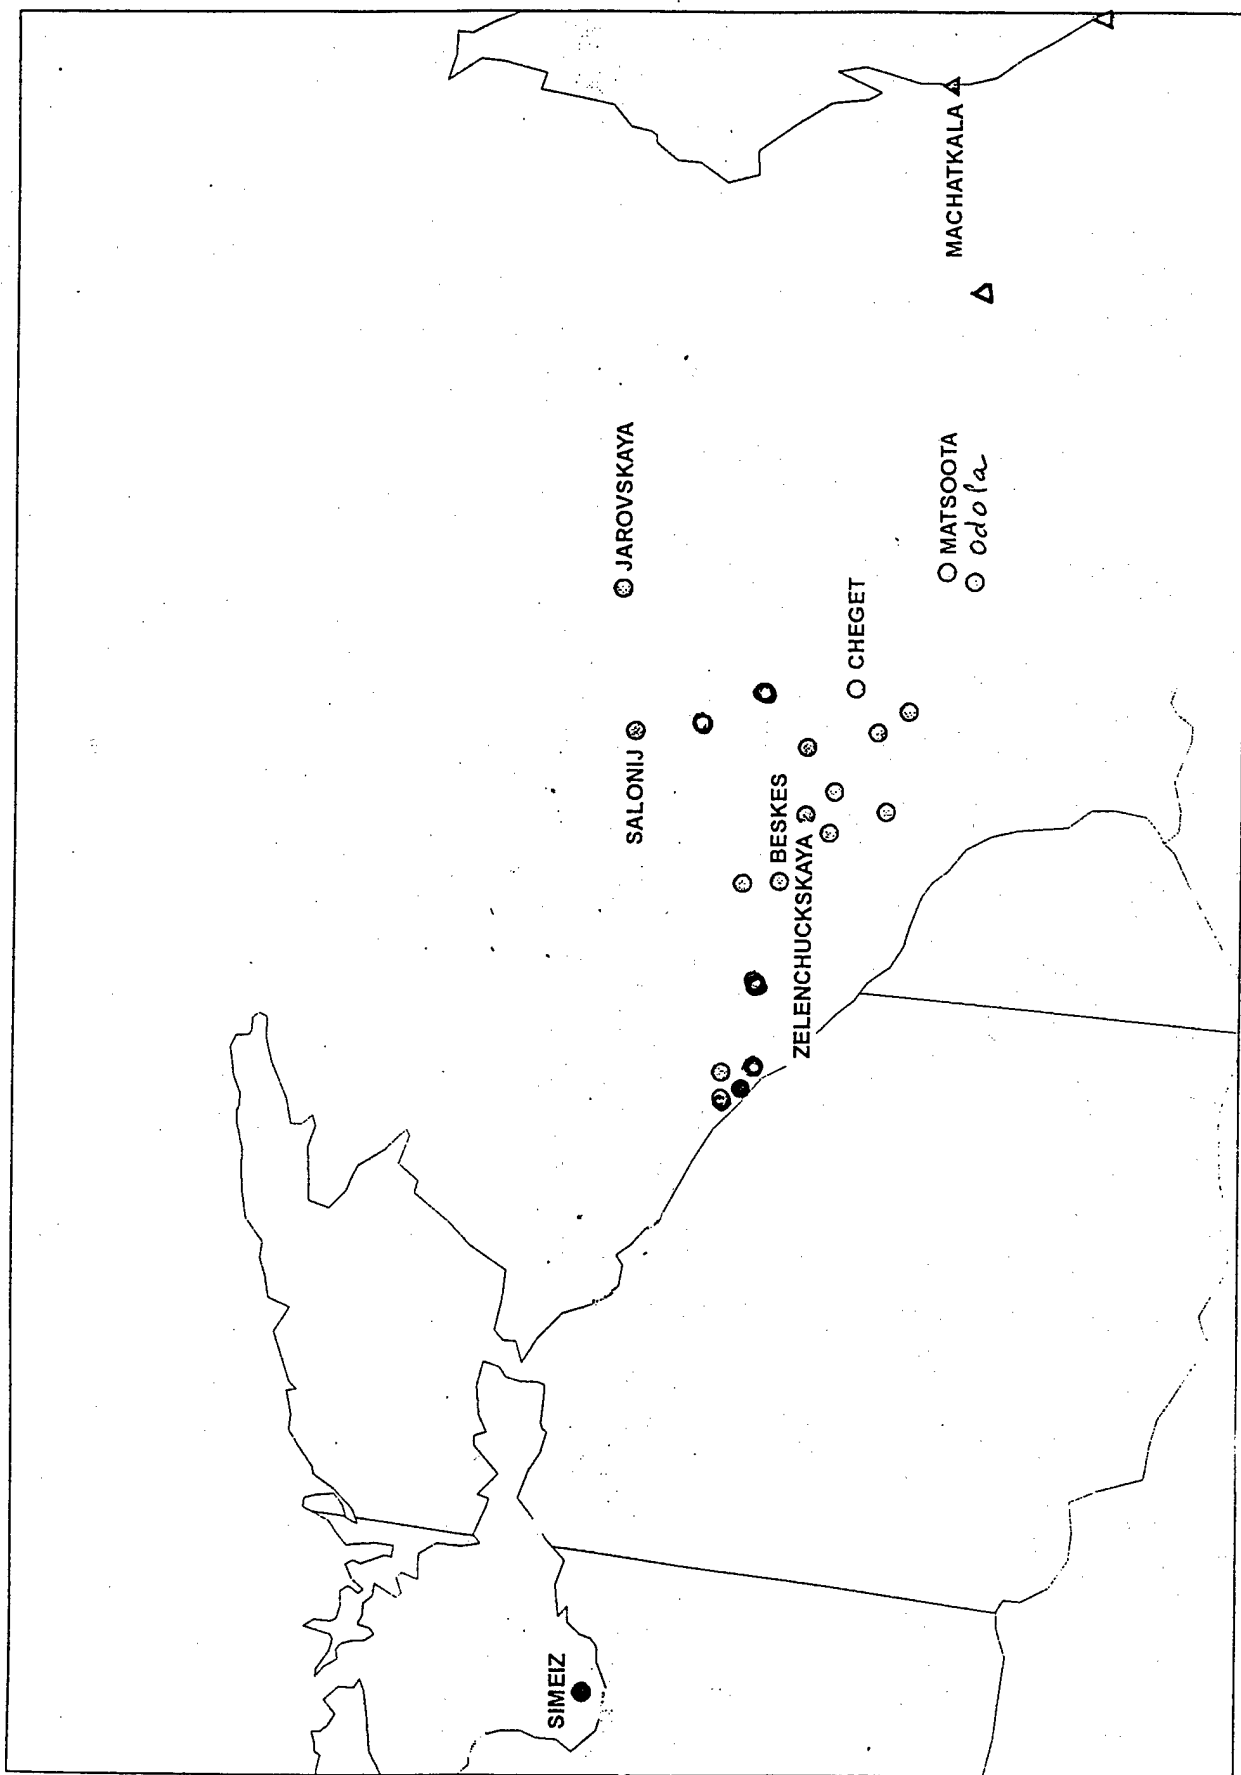 JAROVSKAYA
SALONIJ
BESKES
ZELENCHUCKSKAYA
CHEGET
MATSOOTA
odola
MACHATKALA
SIMEIZ